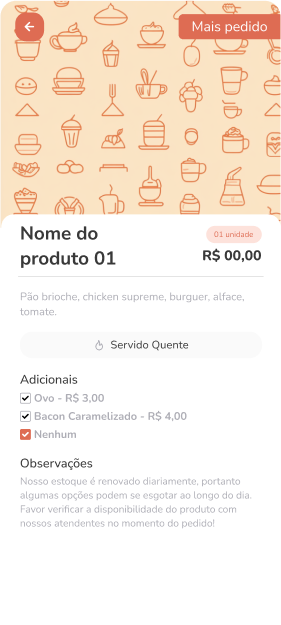 Mais pedido
Nome do
produto 01
01 unidade
R$ 00,00
Pão brioche, chicken supreme, burguer, alface,
tomate.
Servido Quente
Adicionais
Ovo - R$ 3,00
Bacon Caramelizado - R$ 4,00
Nenhum
Observações
Nosso estoque é renovado diariamente, portanto
algumas opções podem se esgotar ao longo do dia.
Favor verificar a disponibilidade do produto com
nossos atendentes no momento do pedido!